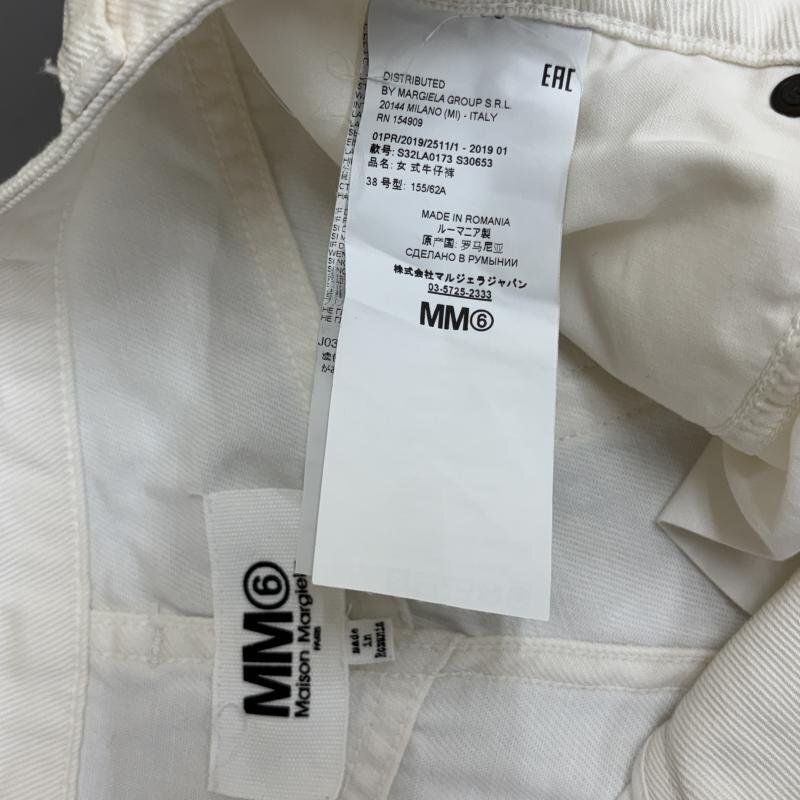 EAC
DISTRIBUTED
BY MARGIELA GROUP S.R.L.
20144 MILANO (MI) - ITALY
RN 154909
01PR/2019/2511/1 - 2019 01
款号: S32LA0173 S30653
品名: 女 式牛仔裤
38 号型: 155/62A
MADE IN ROMANIA
ルーマニア製
原产国: 罗马尼亚
СДЕЛАНО В РУМЫНИИ
株式会社マルジェラジャパン
03-5725-2333
MM⑥
J03
MM⑥
Maison Margiel
PARIS
made
in
Romania